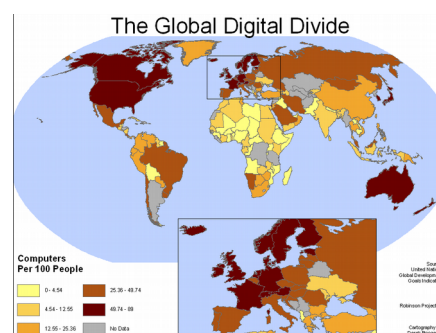 The Global Digital Divide
Computers
Per 100 People
0 - 4.54
4.54 - 12.55
12.55 - 25.36
25.36 - 49.74
49.74 - 89
No Data
Sour
United Nati
Global Developm
Goals Indicat
Robinson Project
Cartography